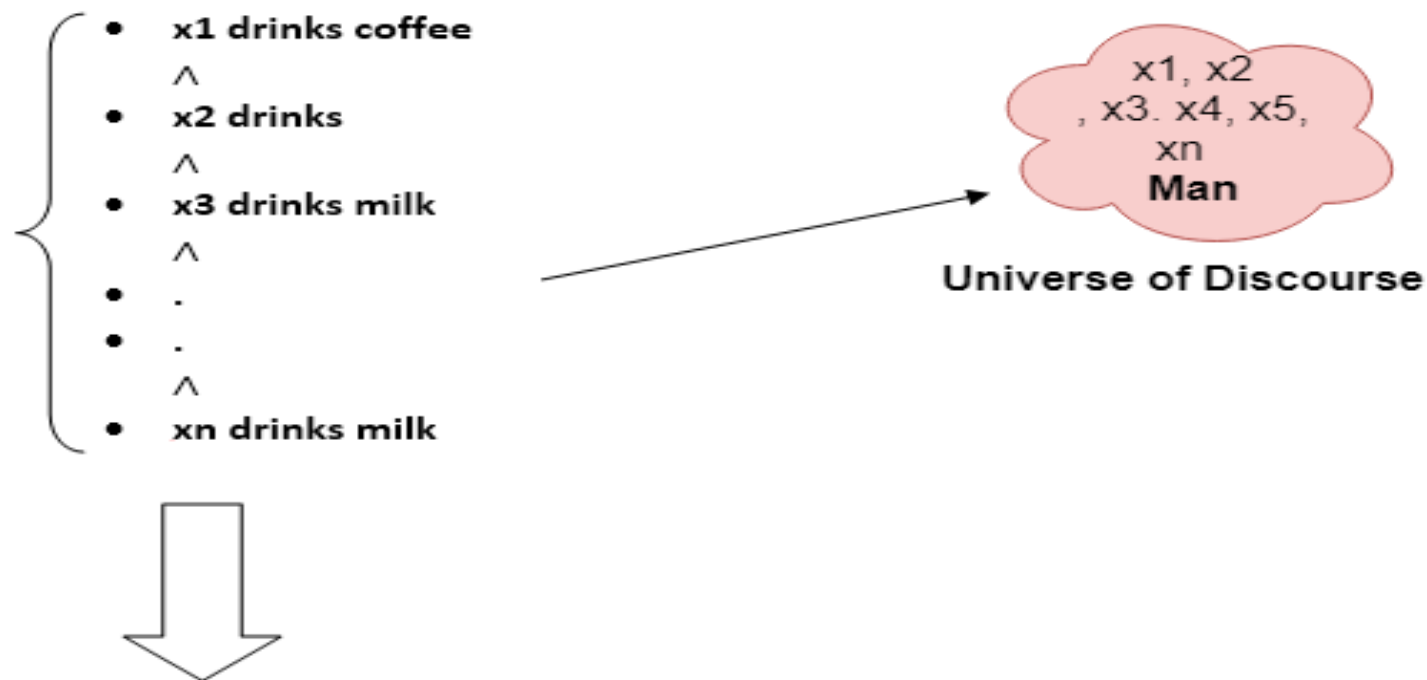 • x1 drinks coffee
^
• x2 drinks
^
• x3 drinks milk
^
• .
• .
^
• xn drinks milk
x1, x2
, x3. x4, x5,
xn
Man
Universe of Discourse